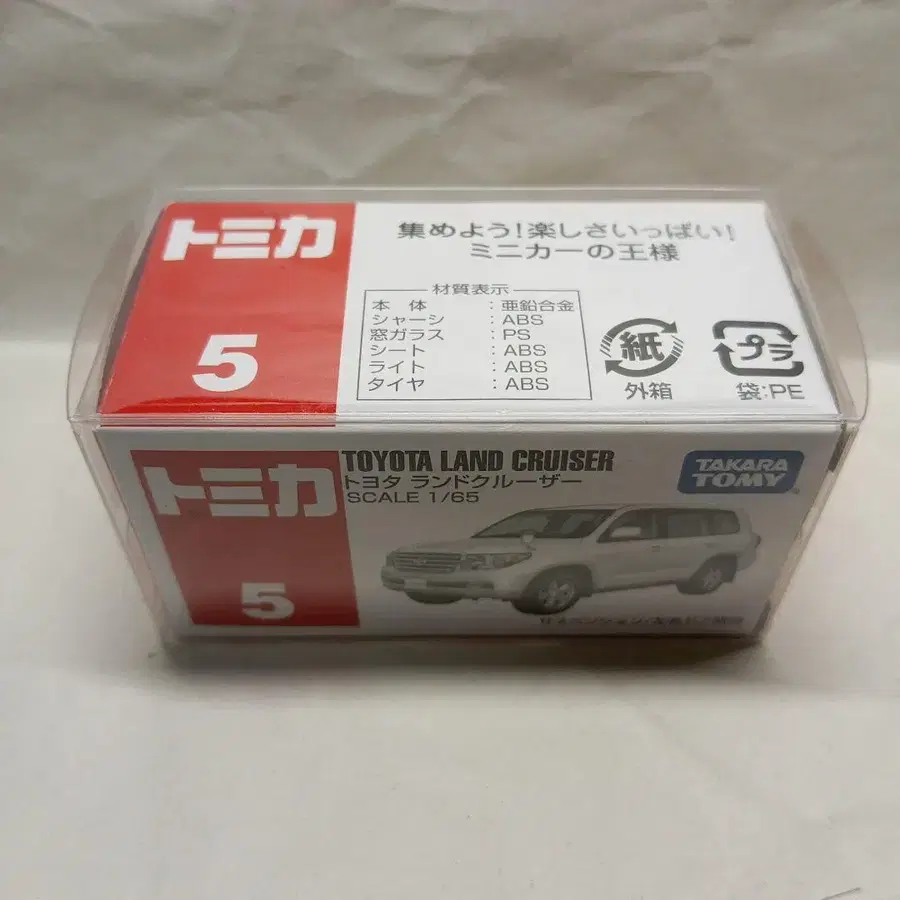 トミカ
5
集めよう!楽しさいっぱい!
ミニカーの王様
材質表示
本体 : 亜鉛合金
シャーシ : ABS
窓ガラス : PS
シート : ABS
ライト : ABS
タイヤ : ABS
紙
外箱
プラ
袋:PE
トミカ
5
TOYOTA LAND CRUISER
トヨタ ランドクルーザー
SCALE 1/65
TAKARA
TOMY